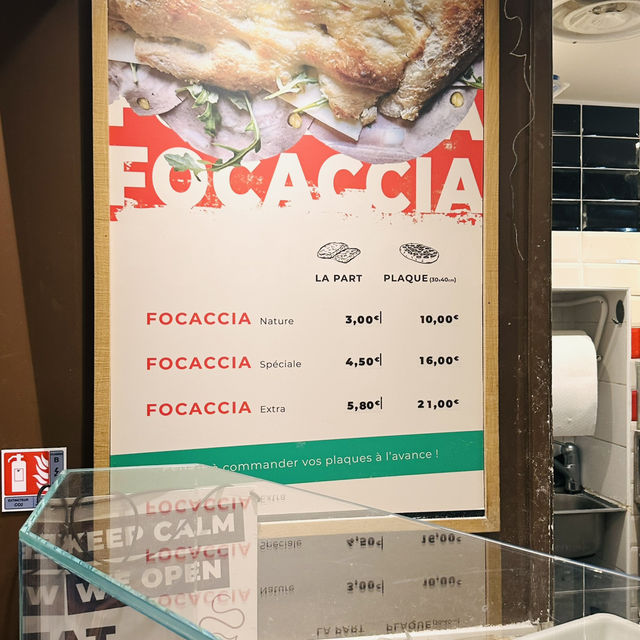 FOCACCIA
LA PART PLAQUE (30x40cm)
FOCACCIA Nature 3,00€ 10,00€
FOCACCIA Spéciale 4,50€ 16,00€
FOCACCIA Extra 5,80€ 21,00€
à commander vos plaques à l'avance !
KEEP CALM
WE OPEN